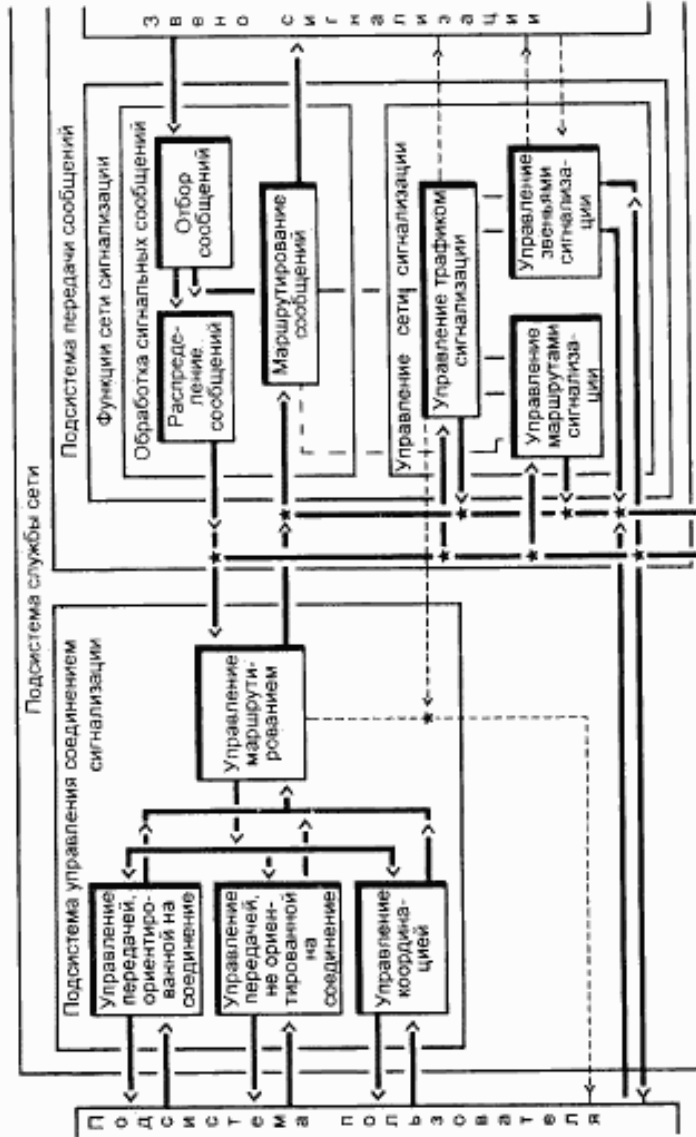 Подсистема службы сети
Подсистема управления соединением
сигнализации
Управление
передачей,
ориентиро-
ванной на
соединение
Управление
передачей,
не ориен-
тированной
на
соединение
Управление
координа-
цией
Управление
маршрути-
рованием
Подсистема передачи сообщений
Функции сети сигнализации
Обработка сигнальных сообщений
Распреде-
ление
сообщений
Отбор
сообщений
Маршрутирование
сообщений
Управление сети сигнализации
Управление трафиком
сигнализации
Управление
маршрутами
сигнализа-
ции
Управление
звеньями
сигнализа-
ции
Подсистема пользователя
Звено сигнализации